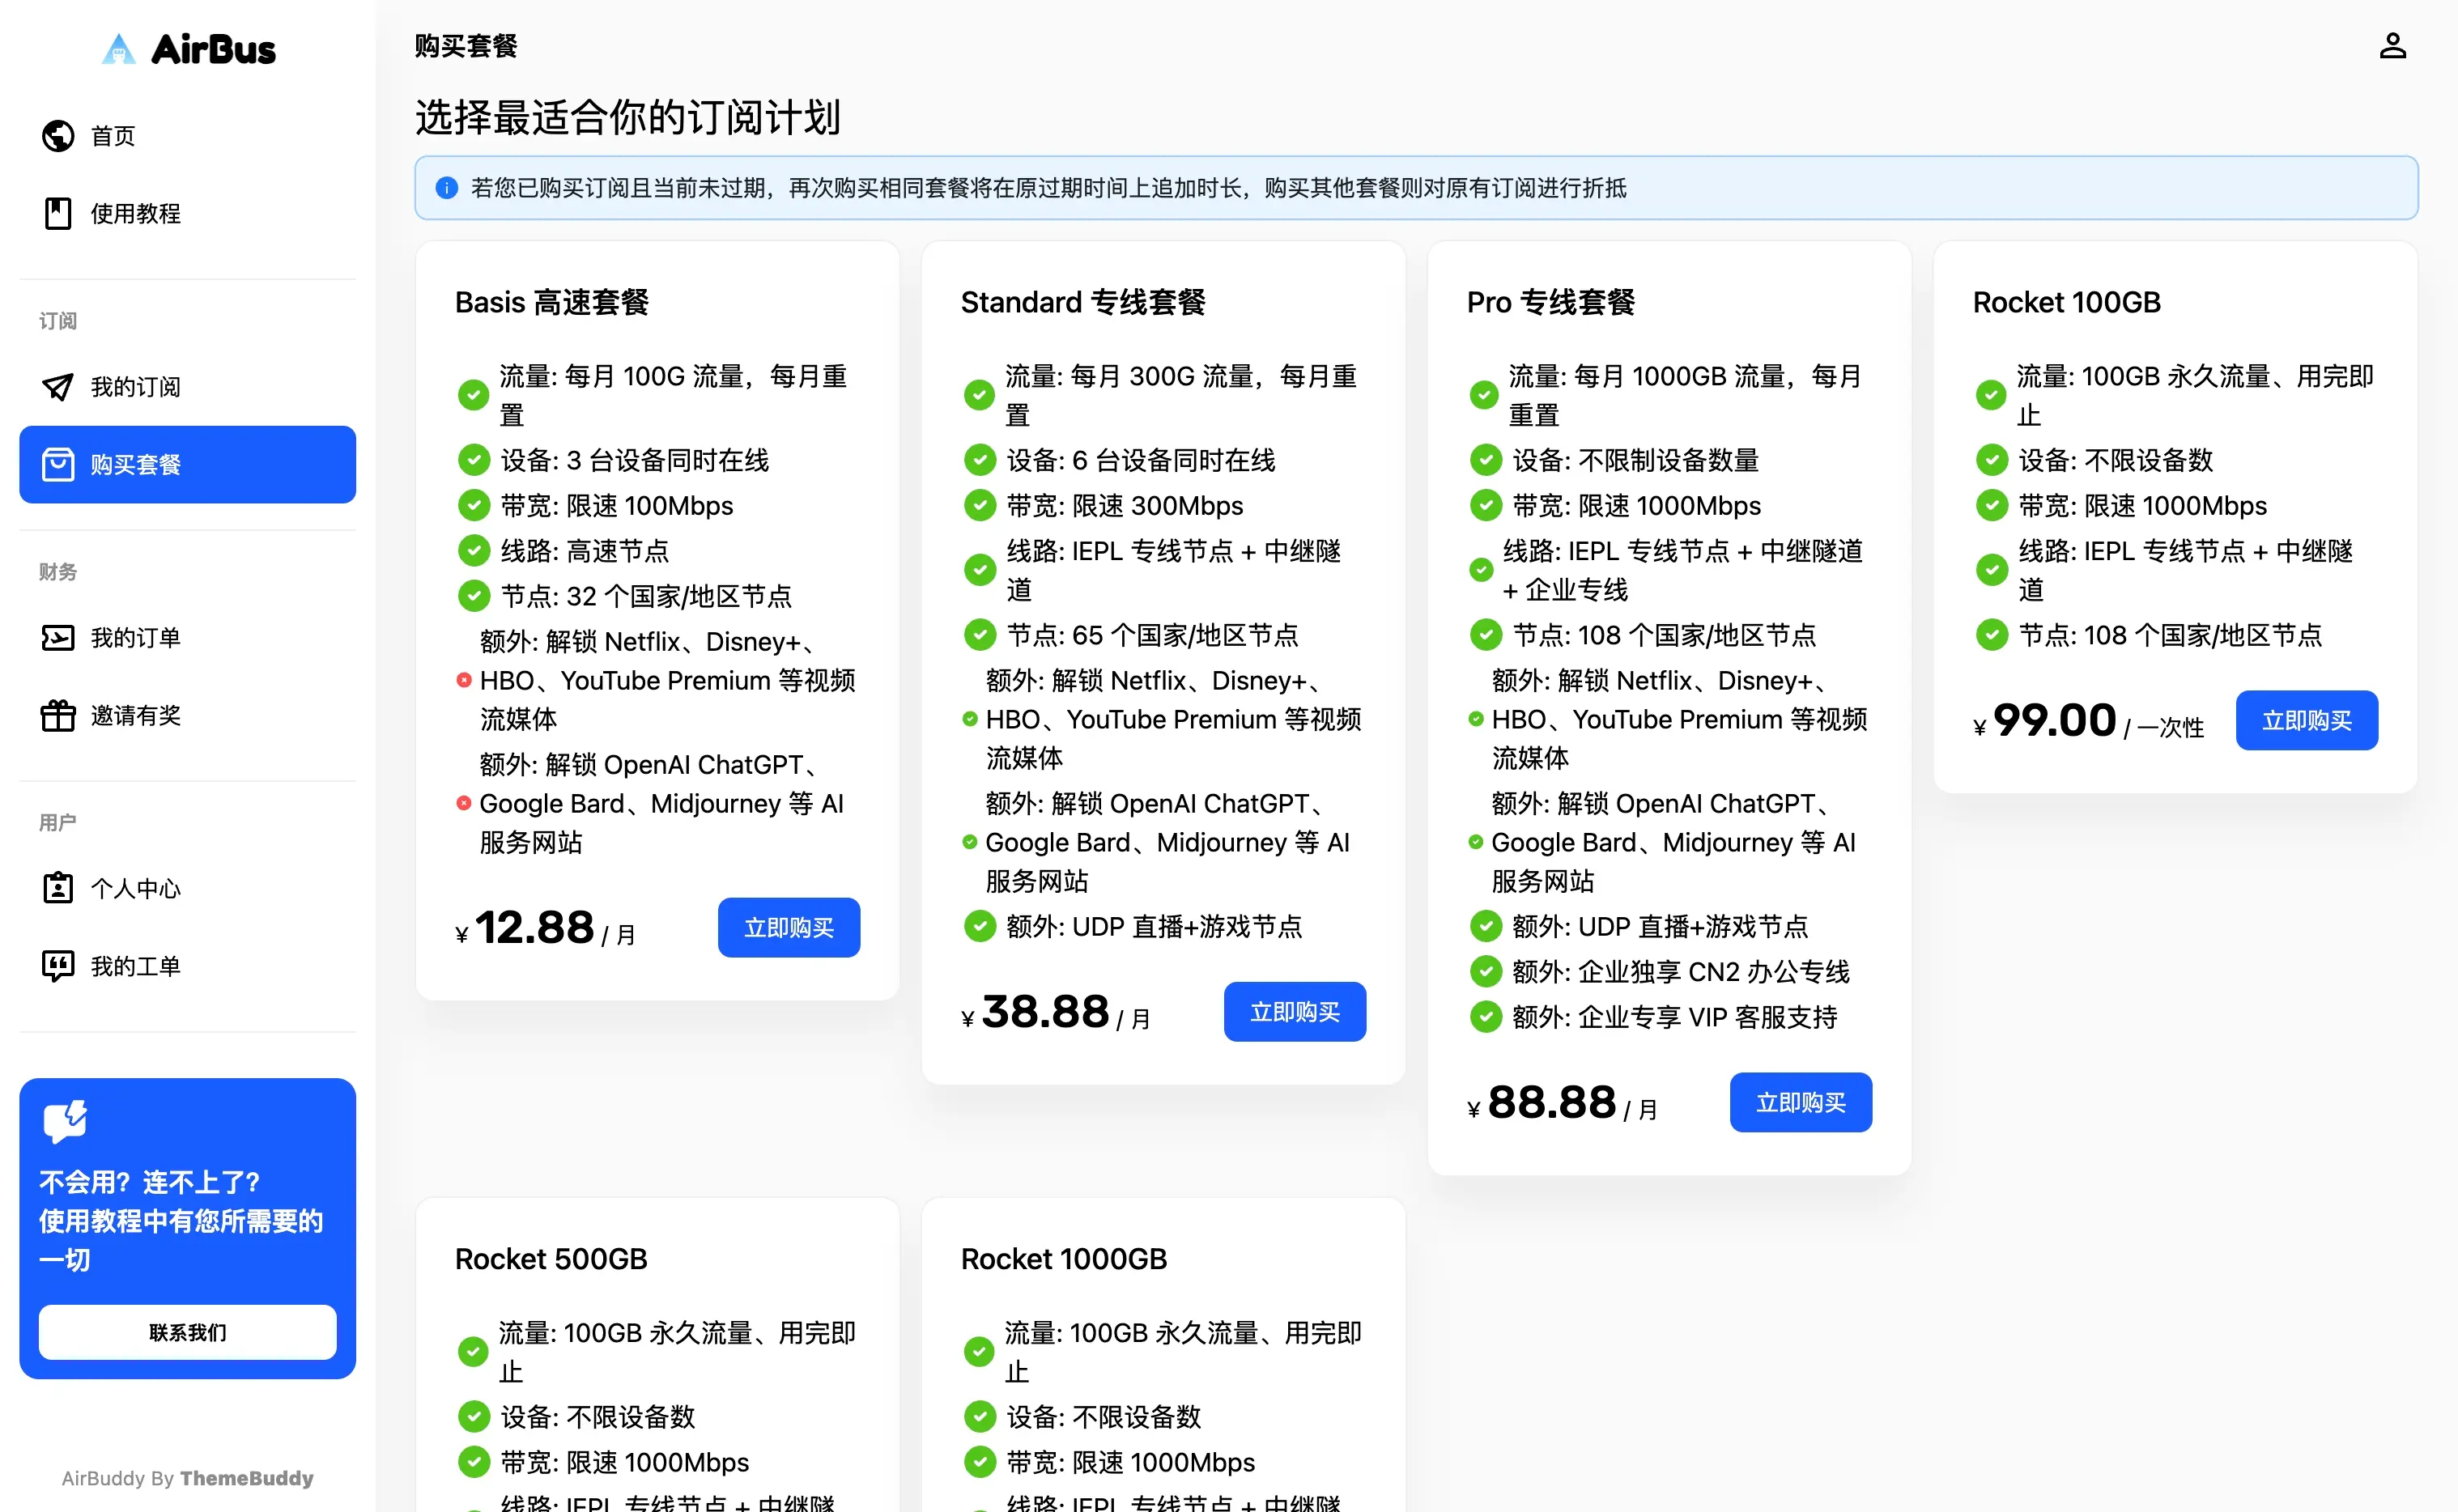 AirBus
首页
使用教程
订阅
我的订阅
购买套餐
财务
我的订单
邀请有奖
用户
个人中心
我的工单
不会用？连不上了？
使用教程中有您所需要的
一切
联系我们
AirBuddy By ThemeBuddy
购买套餐
选择最适合你的订阅计划
若您已购买订阅且当前未过期，再次购买相同套餐将在原过期时间上追加时长，购买其他套餐则对原有订阅进行折抵
Basis 高速套餐
流量: 每月 100G 流量，每月重
置
设备: 3 台设备同时在线
带宽: 限速 100Mbps
线路: 高速节点
节点: 32 个国家/地区节点
额外: 解锁 Netflix、Disney+、
HBO、YouTube Premium 等视频
流媒体
额外: 解锁 OpenAI ChatGPT、
Google Bard、Midjourney 等 AI
服务网站
¥ 12.88 / 月
立即购买
Standard 专线套餐
流量: 每月 300G 流量，每月重
置
设备: 6 台设备同时在线
带宽: 限速 300Mbps
线路: IEPL 专线节点 + 中继隧
道
节点: 65 个国家/地区节点
额外: 解锁 Netflix、Disney+、
HBO、YouTube Premium 等视频
流媒体
额外: 解锁 OpenAI ChatGPT、
Google Bard、Midjourney 等 AI
服务网站
额外: UDP 直播+游戏节点
¥ 38.88 / 月
立即购买
Pro 专线套餐
流量: 每月 1000GB 流量，每月
重置
设备: 不限制设备数量
带宽: 限速 1000Mbps
线路: IEPL 专线节点 + 中继隧道
+ 企业专线
节点: 108 个国家/地区节点
额外: 解锁 Netflix、Disney+、
HBO、YouTube Premium 等视频
流媒体
额外: 解锁 OpenAI ChatGPT、
Google Bard、Midjourney 等 AI
服务网站
额外: UDP 直播+游戏节点
额外: 企业独享 CN2 办公专线
额外: 企业专享 VIP 客服支持
¥ 88.88 / 月
立即购买
Rocket 100GB
流量: 100GB 永久流量、用完即
止
设备: 不限设备数
带宽: 限速 1000Mbps
线路: IEPL 专线节点 + 中继隧
道
节点: 108 个国家/地区节点
¥ 99.00 / 一次性
立即购买
Rocket 500GB
流量: 100GB 永久流量、用完即
止
设备: 不限设备数
带宽: 限速 1000Mbps
线路: IEPL 专线节点 + 中继隧
Rocket 1000GB
流量: 100GB 永久流量、用完即
止
设备: 不限设备数
带宽: 限速 1000Mbps
线路: IEPL 专线节点 + 中继隧